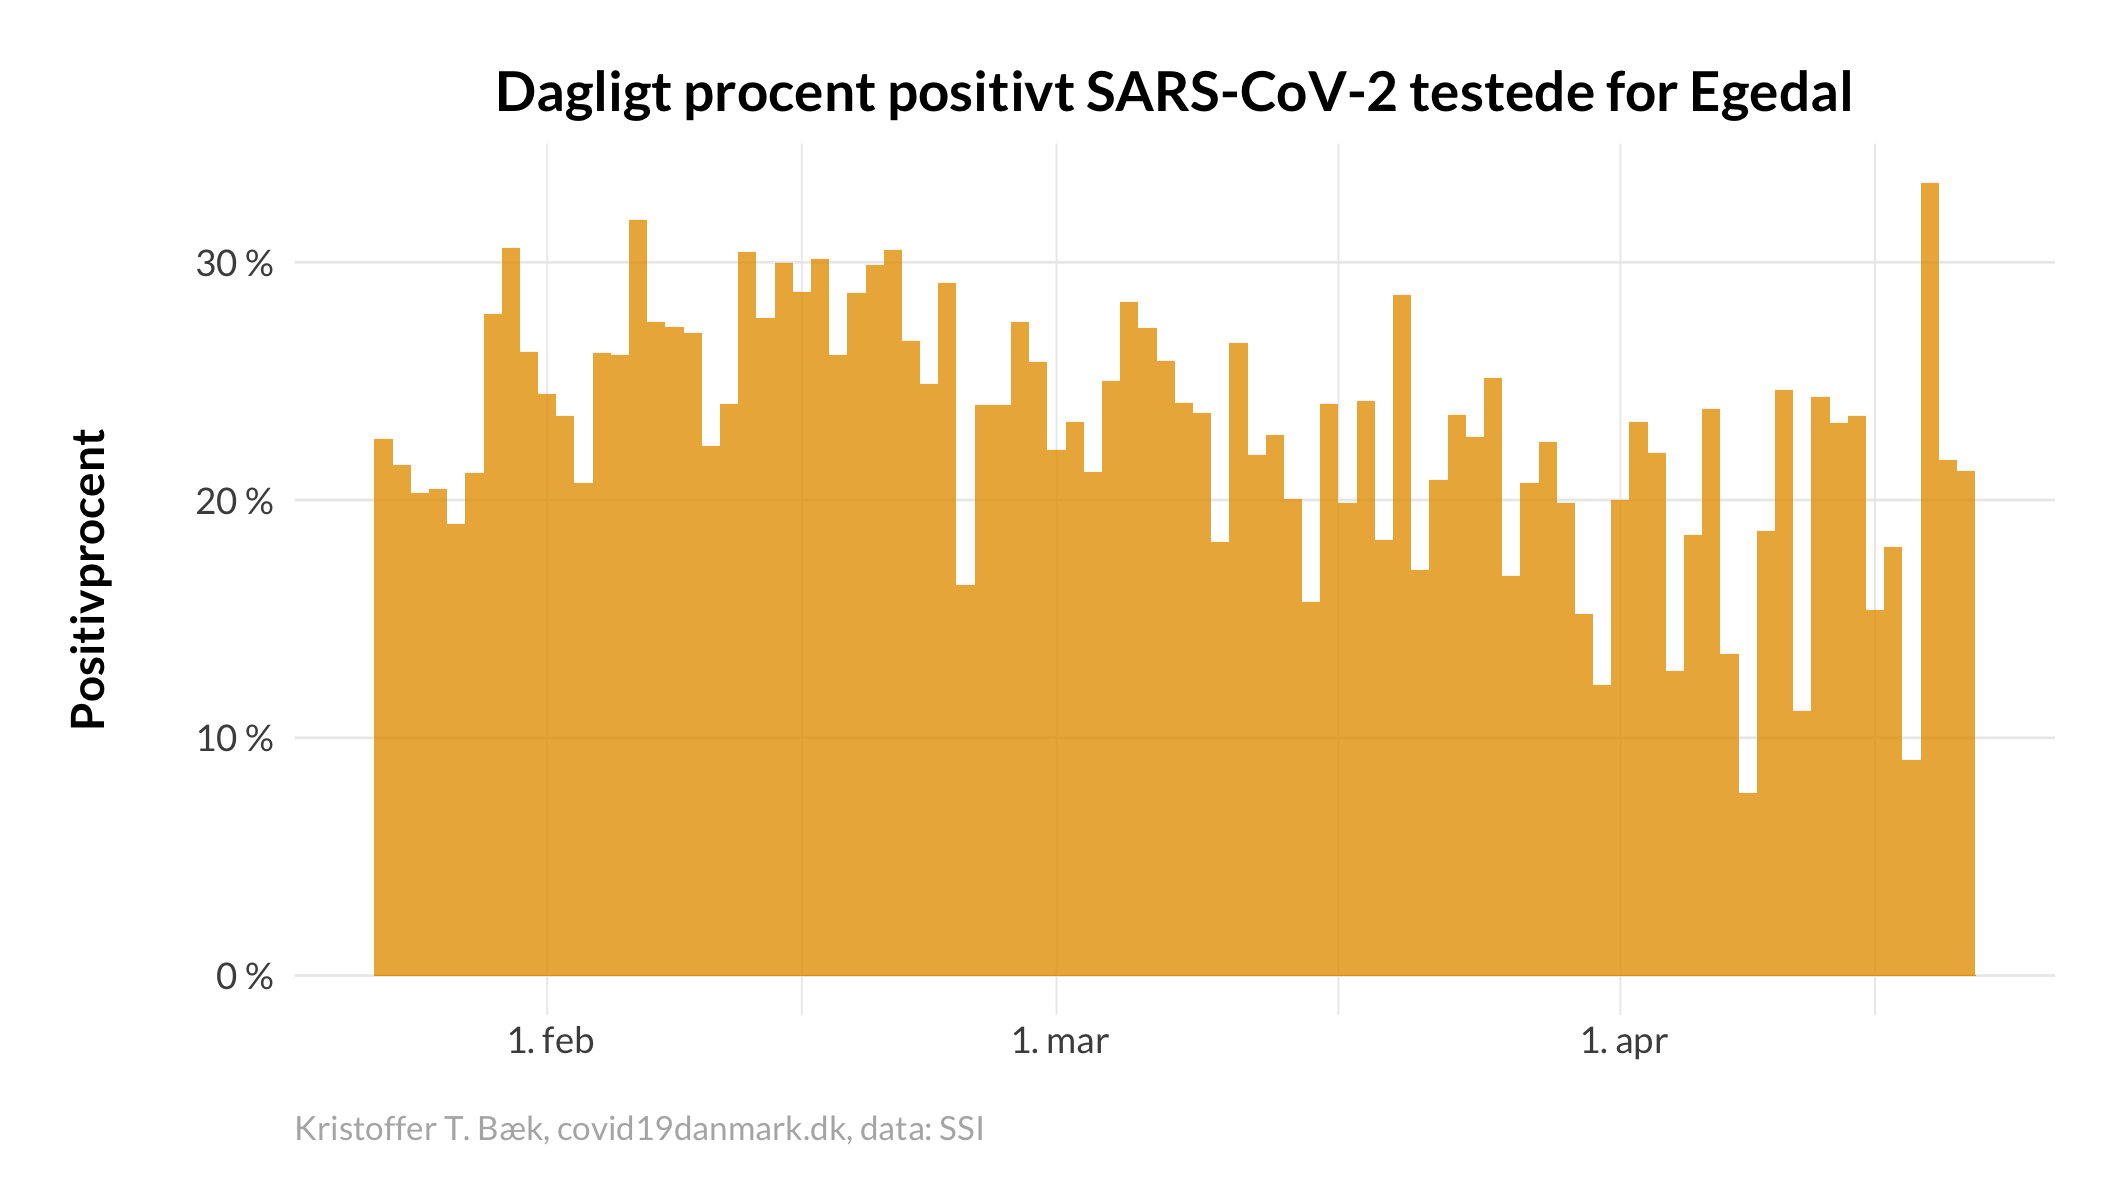 Dagligt procent positivt SARS-CoV-2 testede for Egedal
Positivprocent
30 %
20 %
10 %
0 %
1. feb
1. mar
1. apr
Kristoffer T. Bæk, covid19danmark.dk, data: SSI